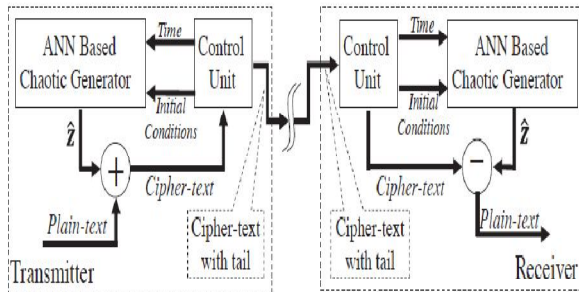 ANN Based
Chaotic Generator
Time
Control
Unit
Initial
Conditions
Ẑ
+
Cipher-text
Plain-text
Cipher-text
with tail
Transmitter
Control
Unit
Time
ANN Based
Chaotic Generator
Initial
Conditions
Ẑ
−
Cipher-text
Plain-text
Cipher-text
with tail
Receiver